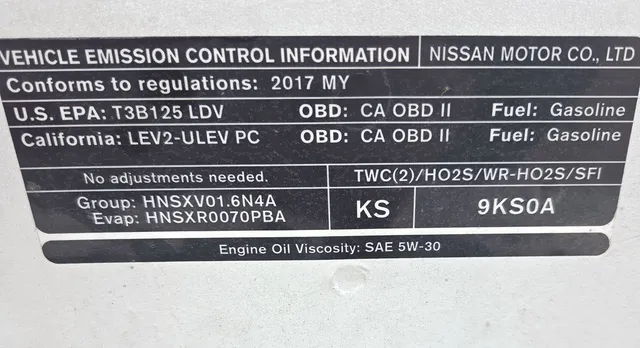 VEHICLE EMISSION CONTROL INFORMATION NISSAN MOTOR CO., LTD
Conforms to regulations: 2017 MY
U.S. EPA: T3B125 LDV OBD: CA OBD II Fuel: Gasoline
California: LEV2-ULEV PC OBD: CA OBD II Fuel: Gasoline
No adjustments needed. TWC(2)/HO2S/WR-HO2S/SFI
Group: HNSXV01.6N4A
Evap: HNSXR0070PBA
KS 9KS0A
Engine Oil Viscosity: SAE 5W-30